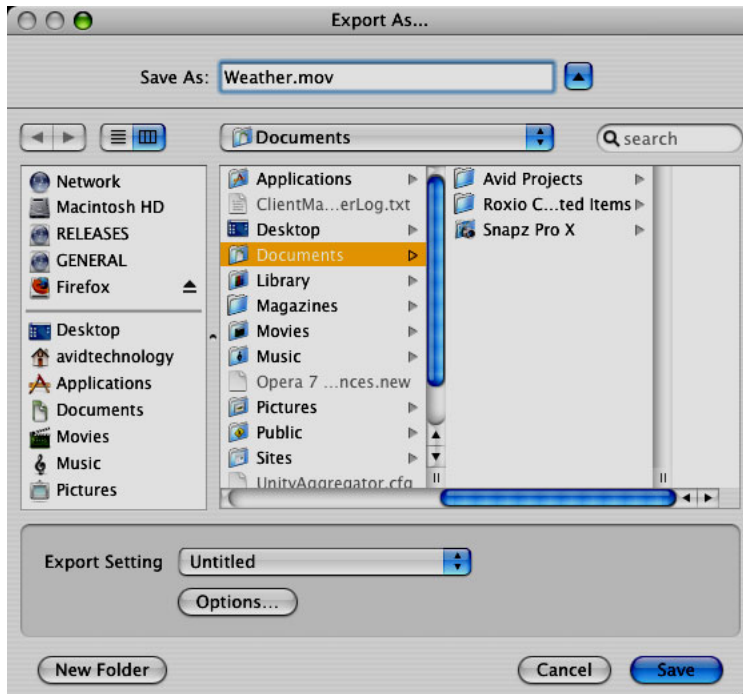 Export As...
Save As: Weather.mov
Documents
search
Network
Macintosh HD
RELEASES
GENERAL
Firefox
Desktop
avidtechnology
Applications
Documents
Movies
Music
Pictures
Applications
ClientMa...erLog.txt
Desktop
Documents
Library
Magazines
Movies
Music
Opera 7 ...nces.new
Pictures
Public
Sites
UnityAggregator.cfg
Avid Projects
Roxio C...ted Items
Snapz Pro X
Export Setting Untitled
Options...
New Folder Cancel Save